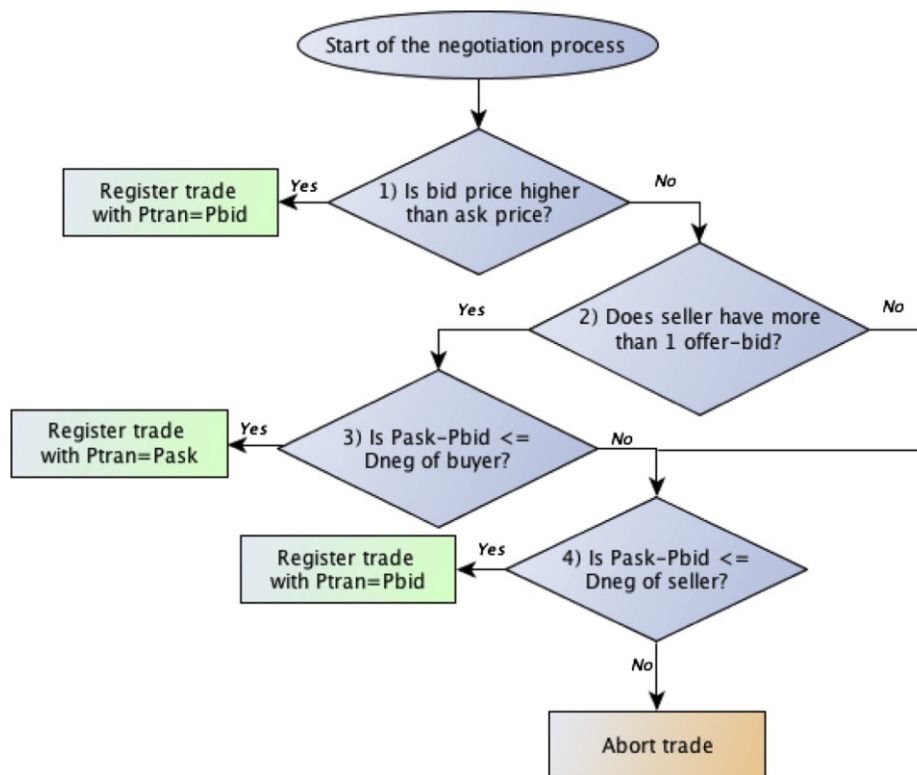 Start of the negotiation process
Register trade
with Ptran=Pbid
Yes
1) Is bid price higher
than ask price?
No
Yes
2) Does seller have more
than 1 offer-bid?
No
Register trade
with Ptran=Pask
Yes
3) Is Pask-Pbid <=
Dneg of buyer?
No
Register trade
with Ptran=Pbid
Yes
4) Is Pask-Pbid <=
Dneg of seller?
No
Abort trade